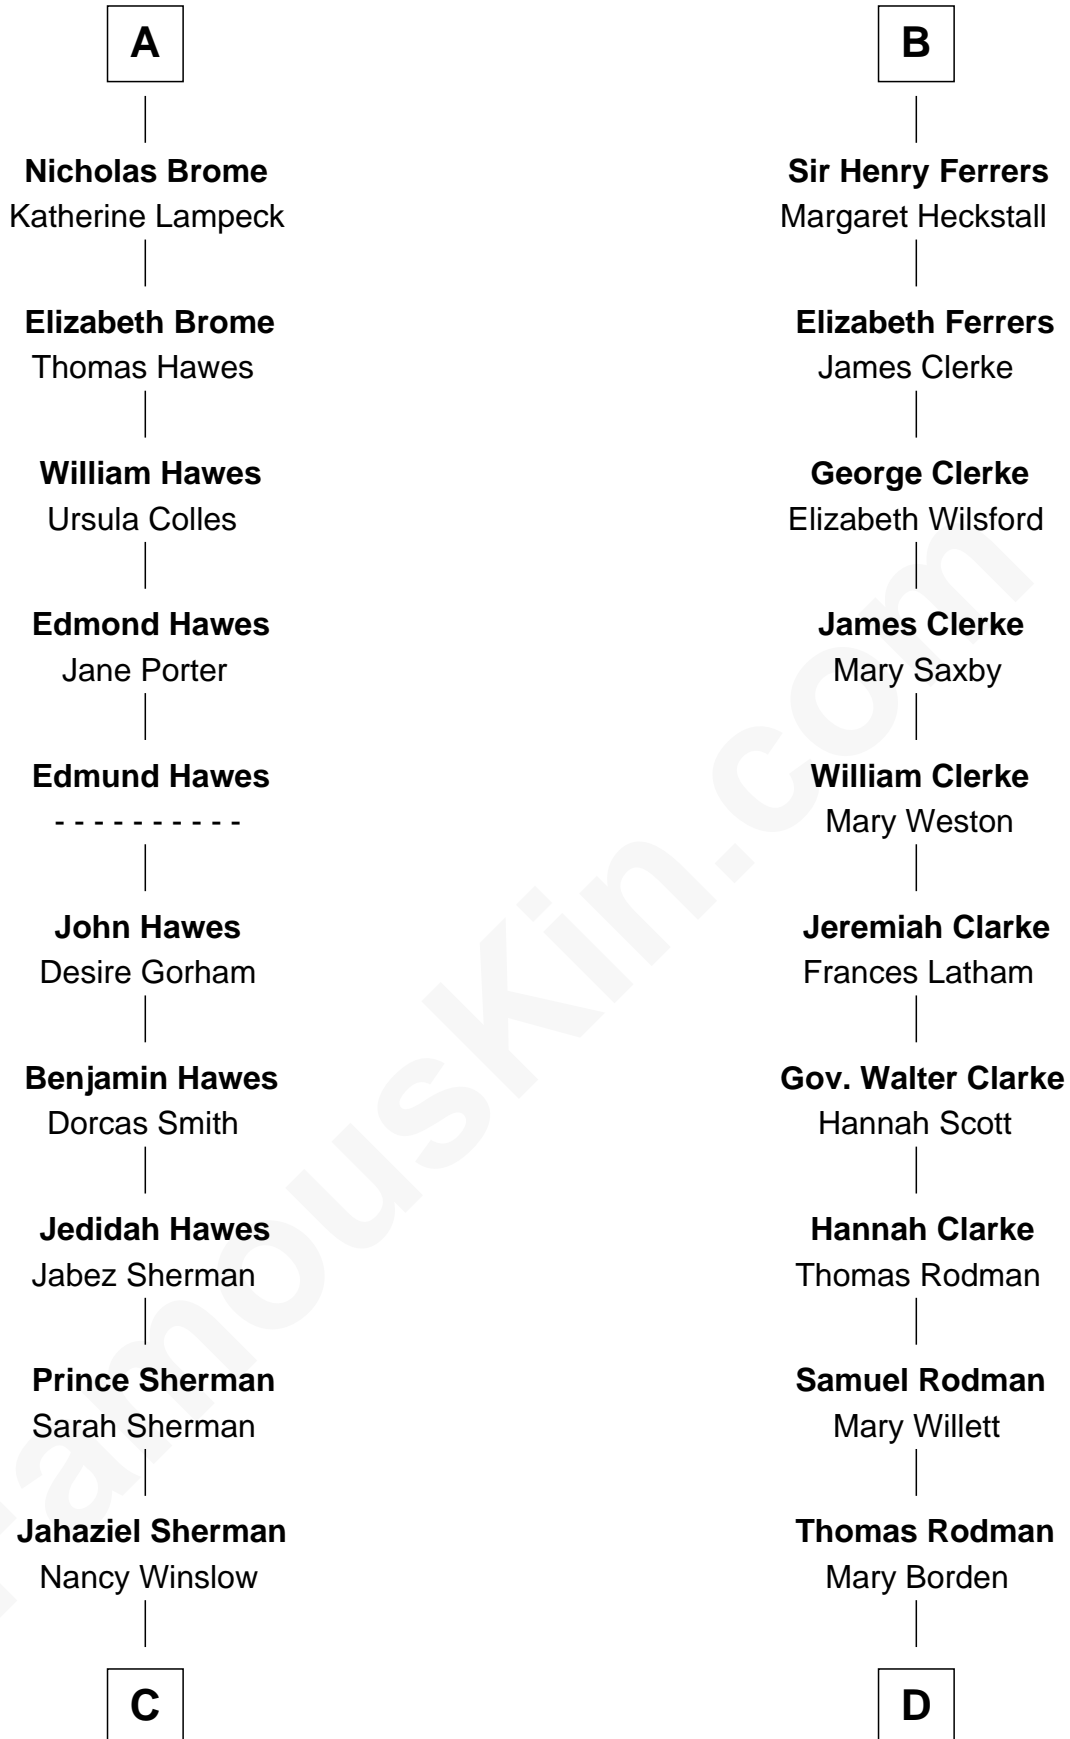 A
Nicholas Brome
Katherine Lampeck
Elizabeth Brome
Thomas Hawes
William Hawes
Ursula Colles
Edmond Hawes
Jane Porter
Edmund Hawes
- - - - - - - - - -
John Hawes
Desire Gorham
Benjamin Hawes
Dorcas Smith
Jedidah Hawes
Jabez Sherman
Prince Sherman
Sarah Sherman
Jahaziel Sherman
Nancy Winslow
C
B
Sir Henry Ferrers
Margaret Heckstall
Elizabeth Ferrers
James Clerke
George Clerke
Elizabeth Wilsford
James Clerke
Mary Saxby
William Clerke
Mary Weston
Jeremiah Clarke
Frances Latham
Gov. Walter Clarke
Hannah Scott
Hannah Clarke
Thomas Rodman
Samuel Rodman
Mary Willett
Thomas Rodman
Mary Borden
D
FamousKin.com